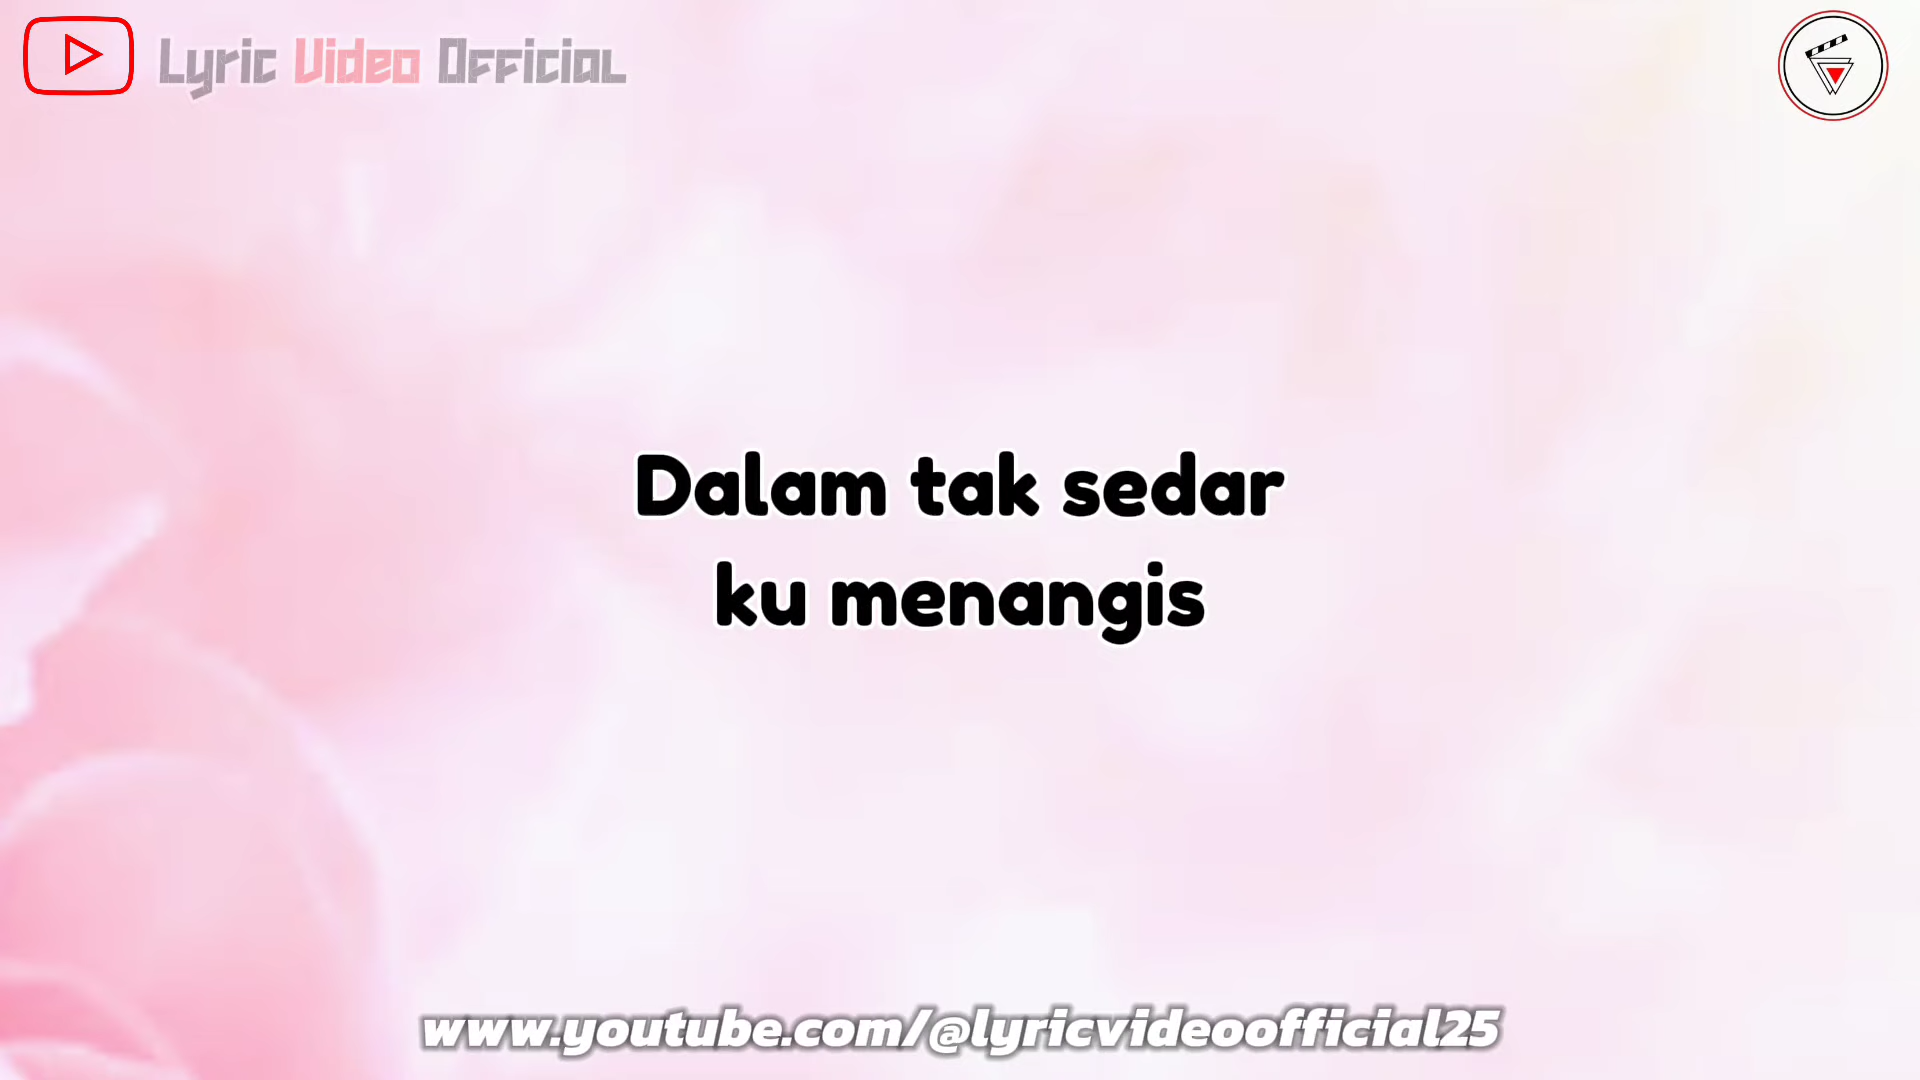 Lyric Video Official
Dalam tak sedar
ku menangis
www.youtube.com/@lyricvideoofficial25